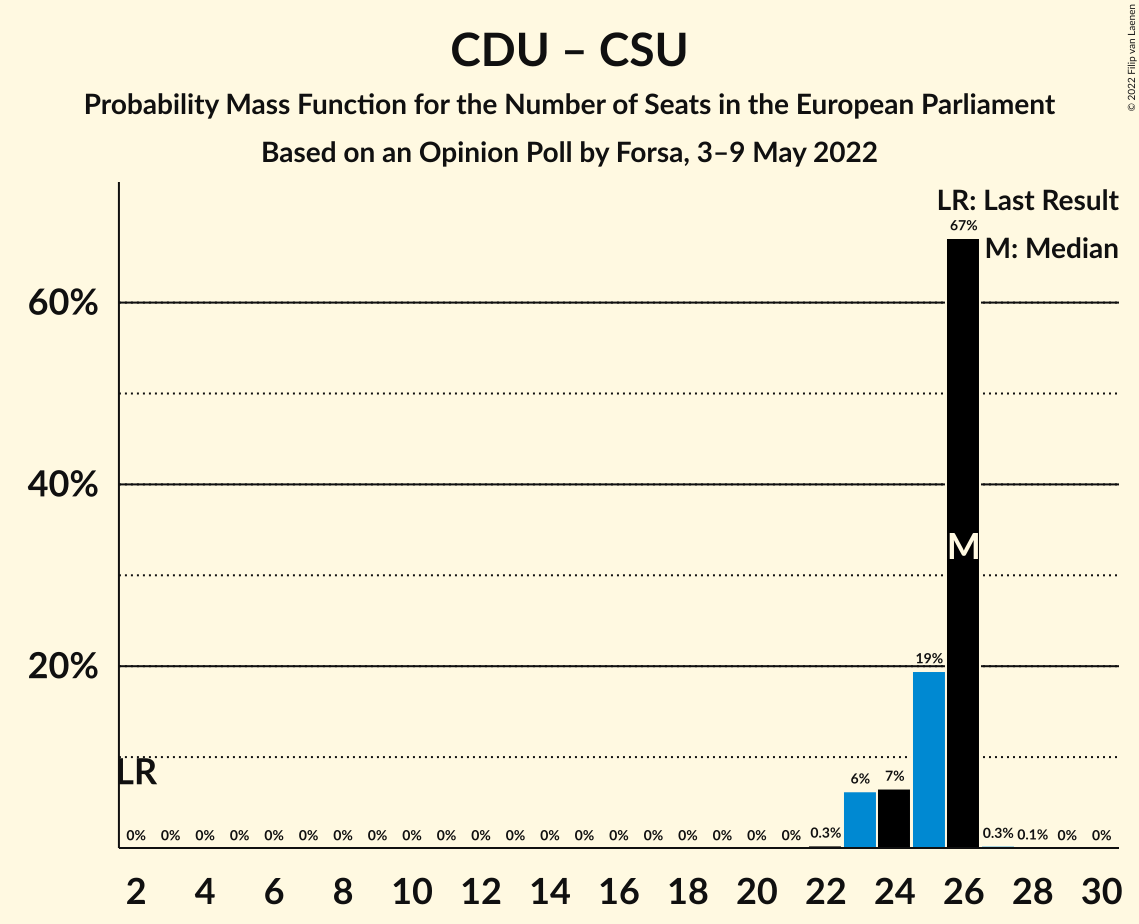 CDU – CSU
Probability Mass Function for the Number of Seats in the European Parliament
Based on an Opinion Poll by Forsa, 3–9 May 2022
© 2022 Filip van Laenen
LR: Last Result
67%
M: Median
60%
40%
M
20%
19%
LR
6%
7%
0% 0% 0% 0% 0% 0% 0% 0% 0% 0% 0% 0% 0% 0% 0% 0% 0% 0% 0% 0% 0.3% 0.3% 0.1% 0% 0%
2 4 6 8 10 12 14 16 18 20 22 24 26 28 30